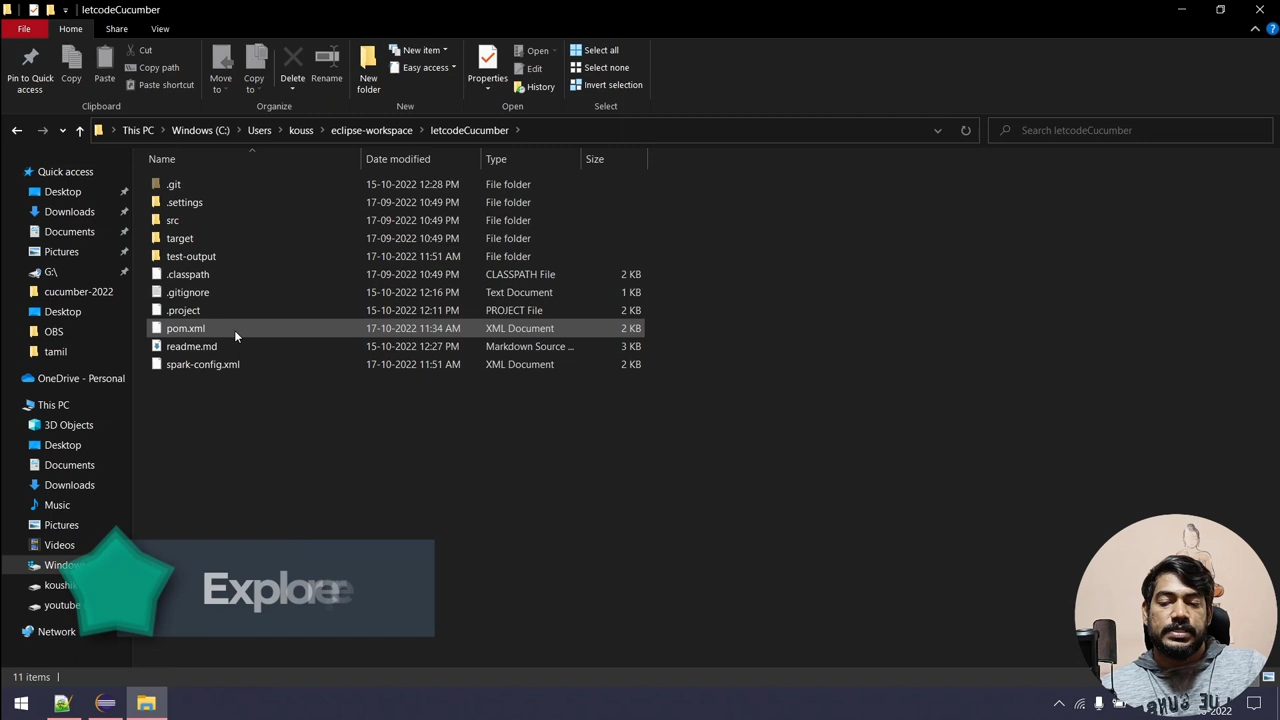 letcodeCucumber
File Home Share View
Pin to Quick access
Copy
Paste
Cut
Copy path
Paste shortcut
Clipboard
Move to
Copy to
Delete
Rename
Organize
New folder
New item
Easy access
New
Properties
Open
Edit
History
Open
Select all
Select none
Invert selection
Select
This PC > Windows (C:) > Users > kouss > eclipse-workspace > letcodeCucumber >
Search letcodeCucumber
Name Date modified Type Size
.git 15-10-2022 12:28 PM File folder
.settings 17-09-2022 10:49 PM File folder
src 17-09-2022 10:49 PM File folder
target 17-09-2022 10:49 PM File folder
test-output 17-10-2022 11:51 AM File folder
.classpath 17-09-2022 10:49 PM CLASSPATH File 2 KB
.gitignore 15-10-2022 12:16 PM Text Document 1 KB
.project 15-10-2022 12:11 PM PROJECT File 2 KB
pom.xml 17-10-2022 11:34 AM XML Document 2 KB
readme.md 15-10-2022 12:27 PM Markdown Source ... 3 KB
spark-config.xml 17-10-2022 11:51 AM XML Document 2 KB
Quick access
Desktop
Downloads
Documents
Pictures
G:\
cucumber-2022
Desktop
OBS
tamil
OneDrive - Personal
This PC
3D Objects
Desktop
Documents
Downloads
Music
Pictures
Videos
youtube
Network
Explore
11 items